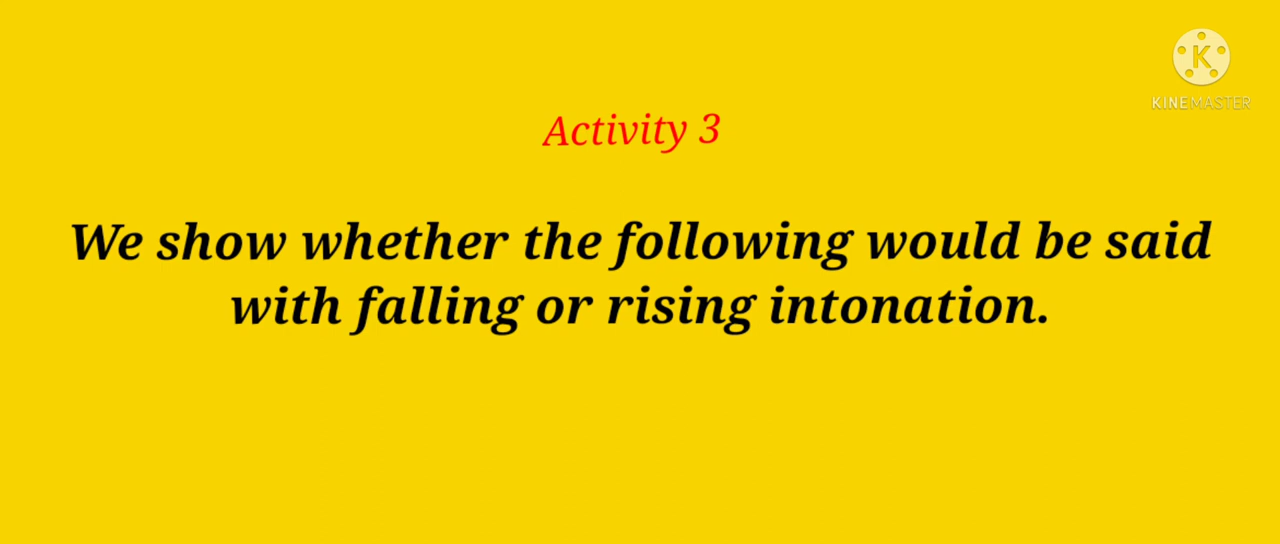 K
KINEMASTER
Activity 3
We show whether the following would be said
with falling or rising intonation.